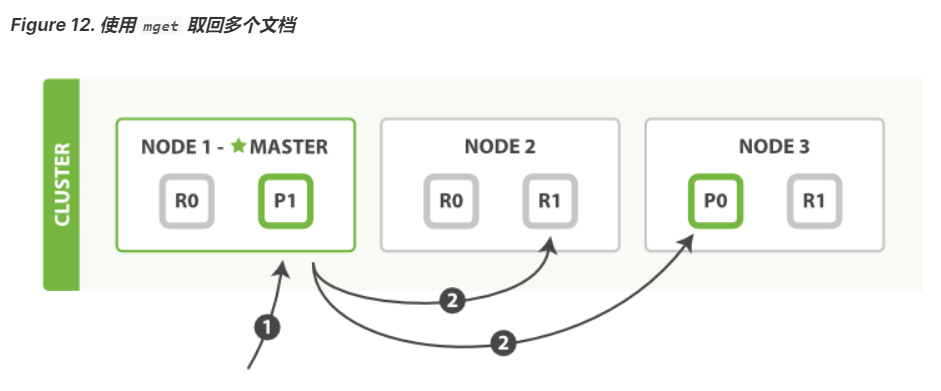 Figure 12. 使用 mget 取回多个文档
CLUSTER
NODE 1 - ★ MASTER
R0
P1
NODE 2
R0
R1
NODE 3
P0
R1
1
2
2